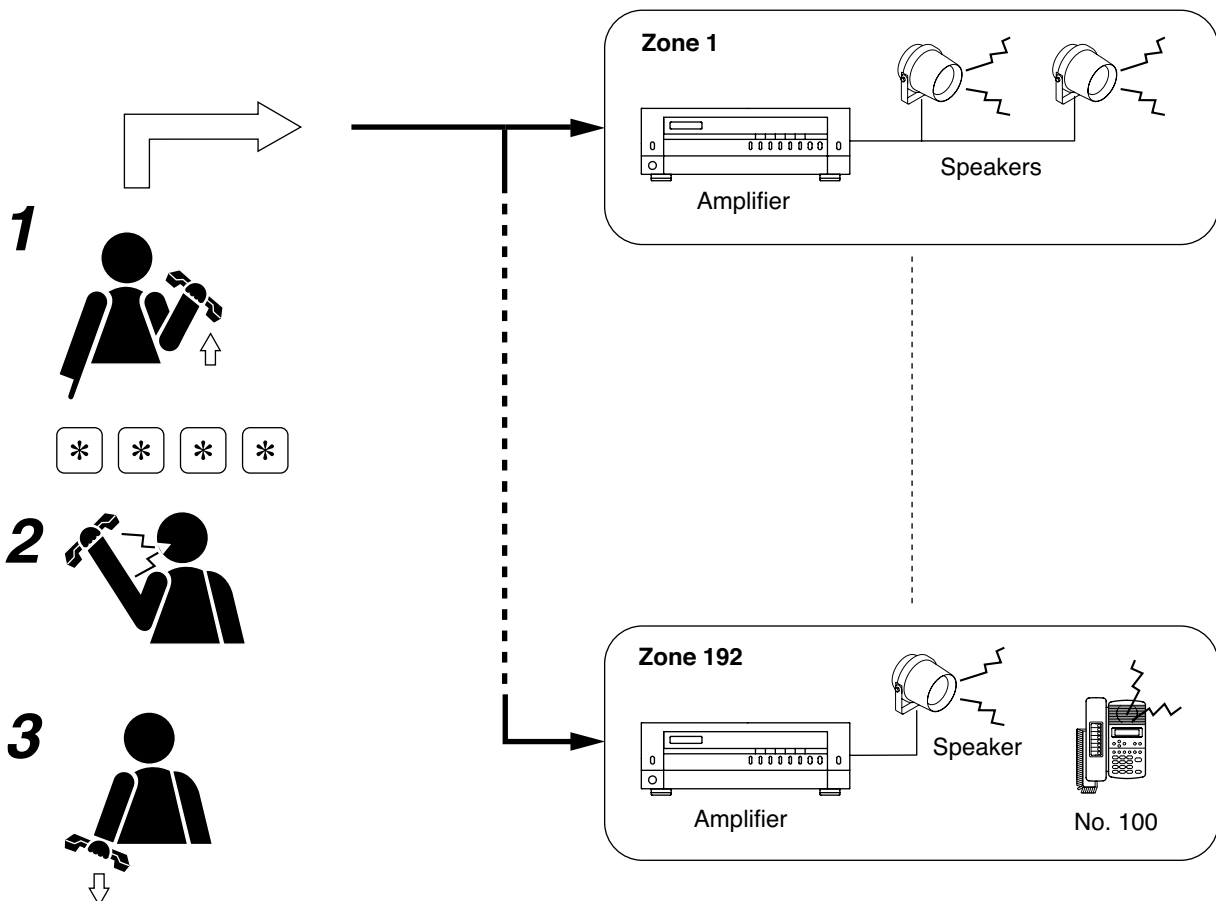 Zone 1
Speakers
Amplifier
1
* * * *
2
Zone 192
Speaker
3
Amplifier
No. 100